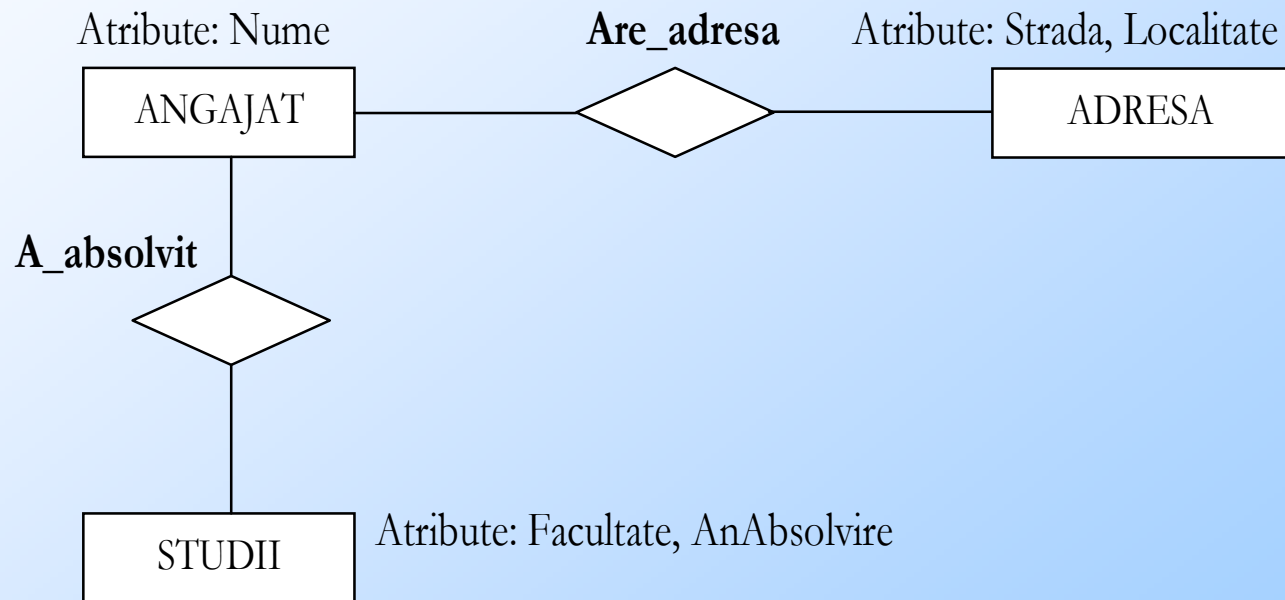 Atribute: Nume
Are_adresa
Atribute: Strada, Localitate
ANGAJAT
ADRESA
A_absolvit
STUDII
Atribute: Facultate, AnAbsolvire